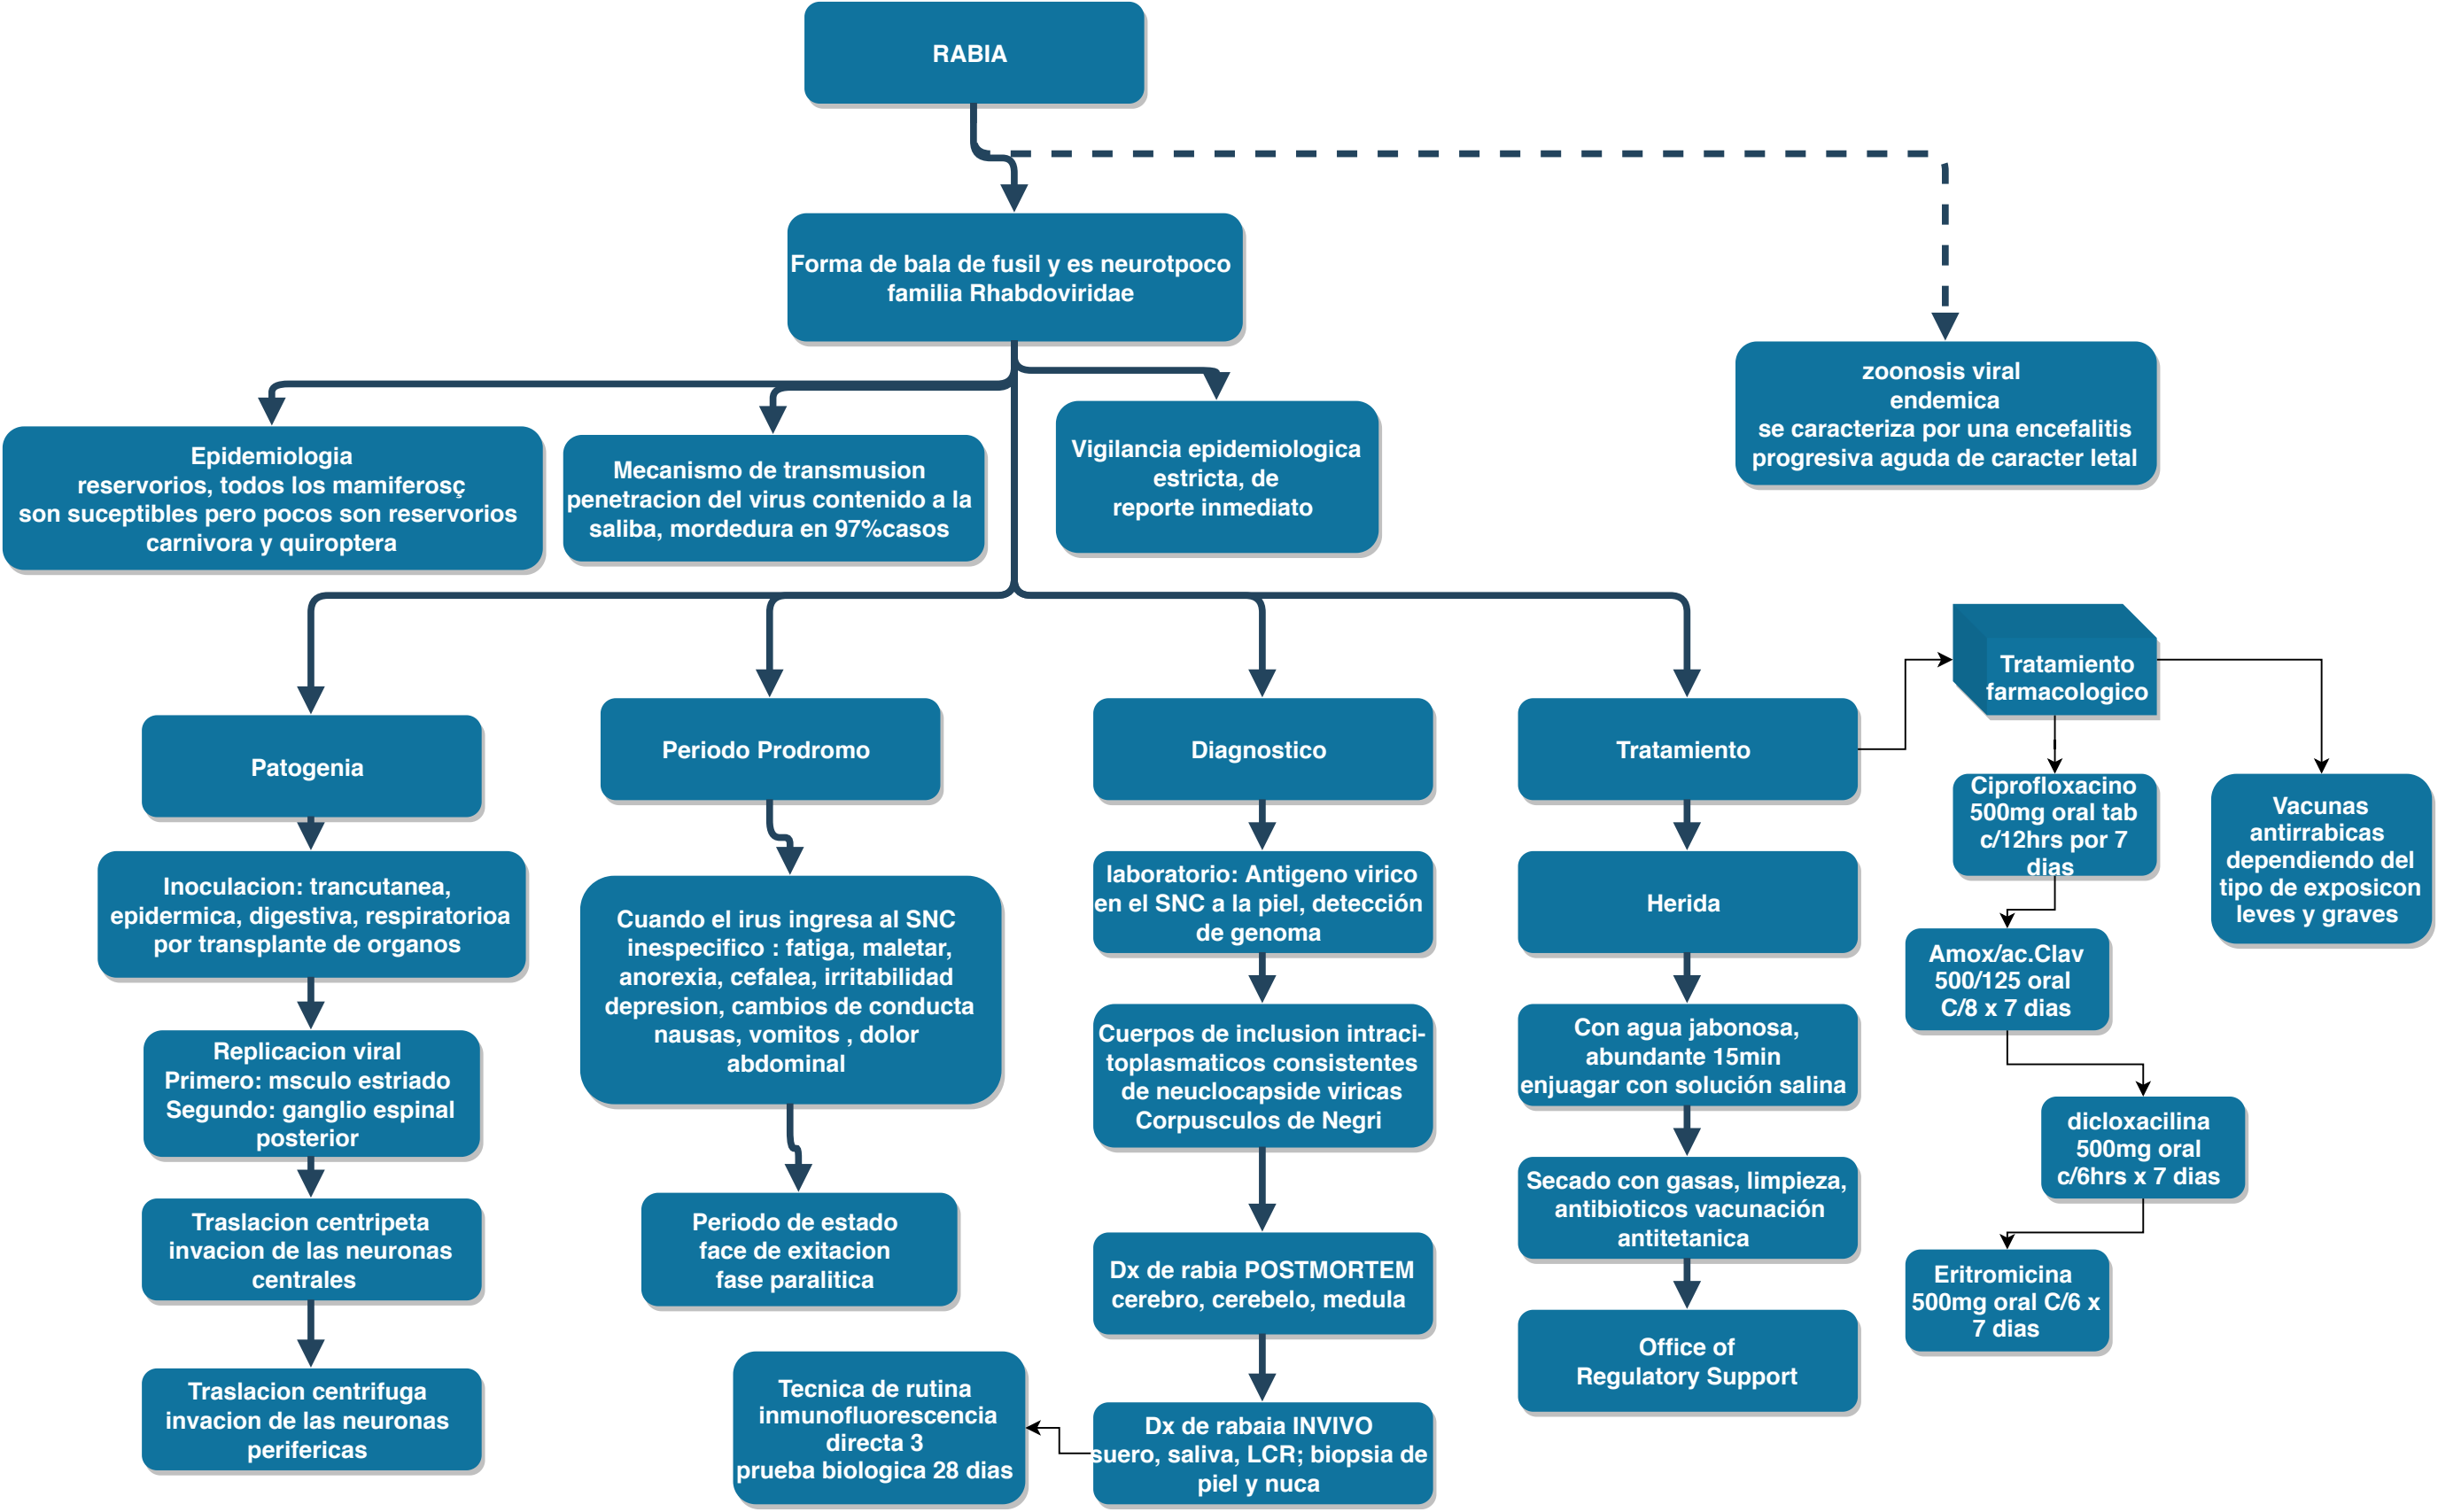 RABIA
Forma de bala de fusil y es neurotpoco
familia Rhabdoviridae
zoonosis viral
endemica
se caracteriza por una encefalitis
progresiva aguda de caracter letal
Epidemiologia
reservorios, todos los mamiferosç
son suceptibles pero pocos son reservorios
carnivora y quiroptera
Mecanismo de transmusion
penetracion del virus contenido a la
saliba, mordedura en 97%casos
Vigilancia epidemiologica
estricta, de
reporte inmediato
Patogenia
Inoculacion: trancutanea,
epidermica, digestiva, respiratorioa
por transplante de organos
Replicacion viral
Primero: msculo estriado
Segundo: ganglio espinal
posterior
Traslacion centripeta
invacion de las neuronas
centrales
Traslacion centrifuga
invacion de las neuronas
perifericas
Periodo Prodromo
Cuando el irus ingresa al SNC
inespecifico : fatiga, maletar,
anorexia, cefalea, irritabilidad
depresion, cambios de conducta
nausas, vomitos , dolor
abdominal
Periodo de estado
face de exitacion
fase paralitica
Diagnostico
laboratorio: Antigeno virico
en el SNC a la piel, detección
de genoma
Cuerpos de inclusion intraci-
toplasmaticos consistentes
de neuclocapside viricas
Corpusculos de Negri
Dx de rabia POSTMORTEM
cerebro, cerebelo, medula
Dx de rabaia INVIVO
suero, saliva, LCR; biopsia de
piel y nuca
Tecnica de rutina
inmunofluorescencia
directa 3
prueba biologica 28 dias
Tratamiento
Herida
Con agua jabonosa,
abundante 15min
enjuagar con solución salina
Secado con gasas, limpieza,
antibioticos vacunación
antitetanica
Office of
Regulatory Support
Tratamiento
farmacologico
Ciprofloxacino
500mg oral tab
c/12hrs por 7
dias
Amox/ac.Clav
500/125 oral
C/8 x 7 dias
dicloxacilina
500mg oral
c/6hrs x 7 dias
Eritromicina
500mg oral C/6 x
7 dias
Vacunas
antirrabicas
dependiendo del
tipo de exposicon
leves y graves